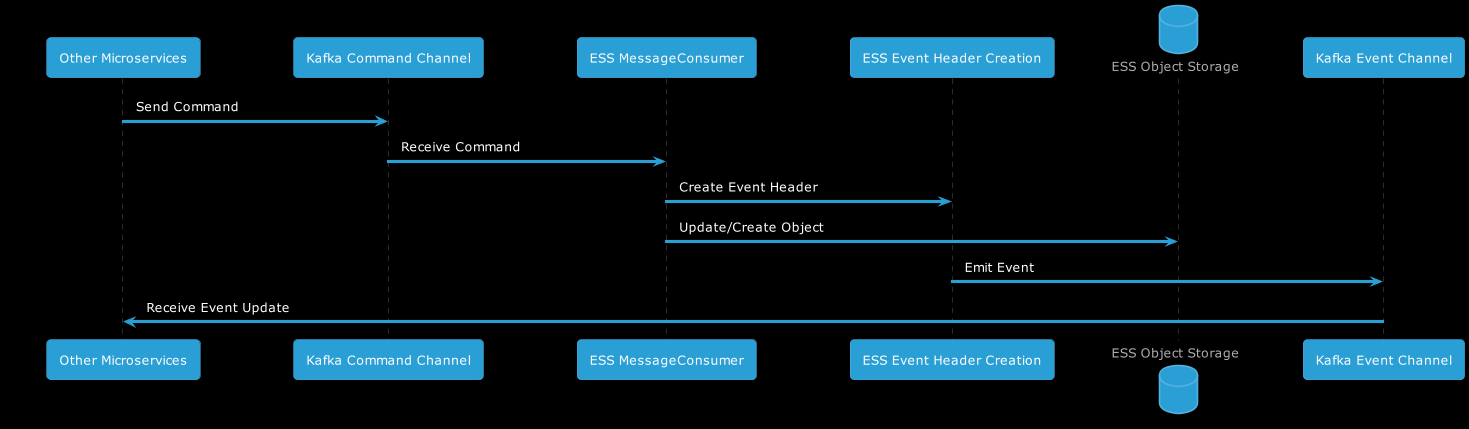 Other Microservices
Kafka Command Channel
ESS MessageConsumer
ESS Event Header Creation
ESS Object Storage
Kafka Event Channel
Send Command
Receive Command
Create Event Header
Update/Create Object
Emit Event
Receive Event Update
Other Microservices
Kafka Command Channel
ESS MessageConsumer
ESS Event Header Creation
ESS Object Storage
Kafka Event Channel